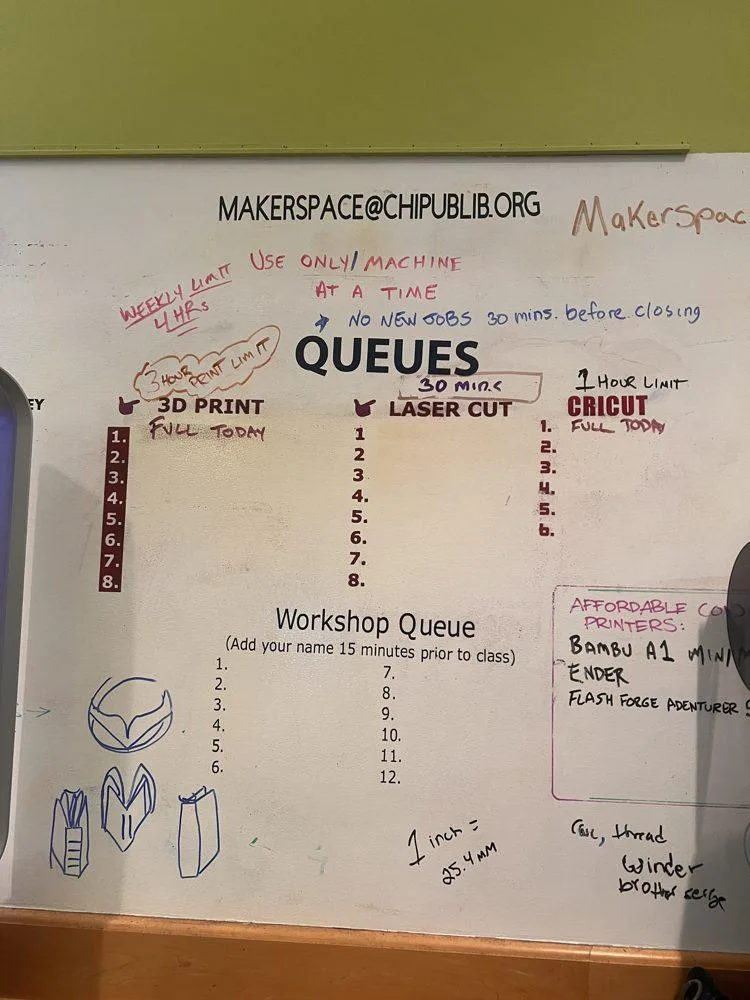 MAKERSPACE@CHIPUBLIB.ORG
Makerspac
WEEKLY LIMIT
4 HRS
USE ONLY 1 MACHINE
AT A TIME
→ NO NEW JOBS 30 mins. before closing
3 HOUR PRINT LIMIT
QUEUES
30 MINS
1 HOUR LIMIT
EY
3D PRINT
FULL TODAY
1.
2.
3.
4.
5.
6.
7.
8.
LASER CUT
1
2
3
4.
5.
6.
7.
8.
CRICUT
1. FULL TODAY
2.
3.
4.
5.
6.
Workshop Queue
(Add your name 15 minutes prior to class)
1.
2.
3.
4.
5.
6.
7.
8.
9.
10.
11.
12.
AFFORDABLE
PRINTERS:
BAMBU A1 MINI
ENDER
FLASH FORGE ADENTURER
1 inch =
25.4 MM
thread
Winder
brother serge